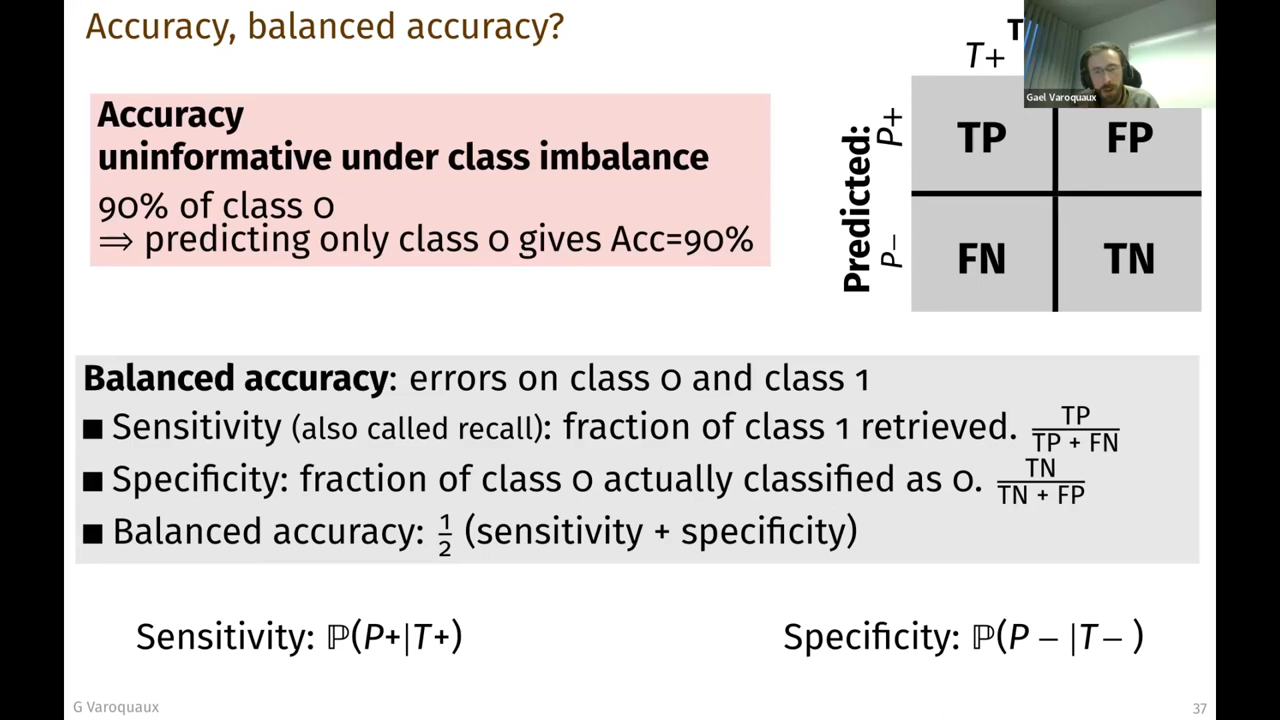 Accuracy, balanced accuracy?
T
T+
Gael Varoquaux
Accuracy
uninformative under class imbalance
90% of class 0
⇒ predicting only class 0 gives Acc=90%
Predicted:
P+
P−
TP FP
FN TN
Balanced accuracy: errors on class 0 and class 1
■ Sensitivity (also called recall): fraction of class 1 retrieved. TP / TP + FN
■ Specificity: fraction of class 0 actually classified as 0. TN / TN + FP
■ Balanced accuracy: 1/2 (sensitivity + specificity)
Sensitivity: ℙ(P+|T+)
Specificity: ℙ(P − |T− )
G Varoquaux
37